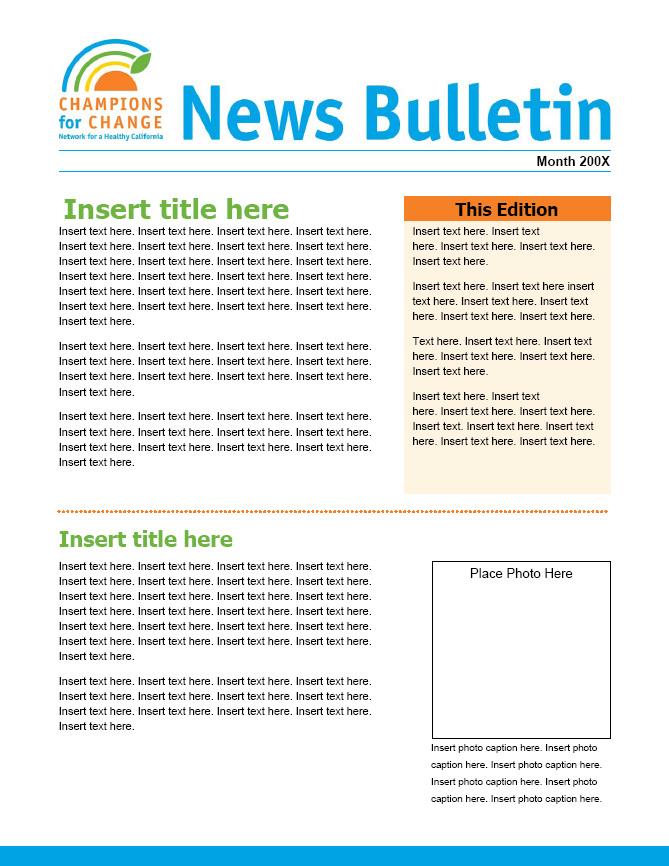 CHAMPIONS
for CHANGE
Network for a Healthy California
News Bulletin
Month 200X
Insert title here
Insert text here. Insert text here. Insert text here. Insert text here.
Insert text here. Insert text here. Insert text here. Insert text here.
Insert text here. Insert text here. Insert text here. Insert text here.
Insert text here. Insert text here. Insert text here. Insert text here.
Insert text here. Insert text here. Insert text here. Insert text here.
Insert text here. Insert text here. Insert text here. Insert text here.
Insert text here.
Insert text here. Insert text here. Insert text here. Insert text here.
Insert text here. Insert text here. Insert text here. Insert text here.
Insert text here. Insert text here. Insert text here. Insert text here.
Insert text here.
Insert text here. Insert text here. Insert text here. Insert text here.
Insert text here. Insert text here. Insert text here. Insert text here.
Insert text here. Insert text here. Insert text here. Insert text here.
Insert text here.
This Edition
Insert text here. Insert text
here. Insert text here. Insert text here.
Insert text here.
Insert text here. Insert text here insert
text here. Insert text here. Insert text
here. Insert text here. Insert text here.
Text here. Insert text here. Insert text
here. Insert text here. Insert text here.
Insert text here.
Insert text here. Insert text
here. Insert text here. Insert text here.
Insert text. Insert text here. Insert text
here. Insert text here. Insert text here.
Insert title here
Insert text here. Insert text here. Insert text here. Insert text here.
Insert text here. Insert text here. Insert text here. Insert text here.
Insert text here. Insert text here. Insert text here. Insert text here.
Insert text here. Insert text here. Insert text here. Insert text here.
Insert text here. Insert text here. Insert text here. Insert text here.
Insert text here. Insert text here. Insert text here. Insert text here.
Insert text here.
Insert text here. Insert text here. Insert text here. Insert text here.
Insert text here. Insert text here. Insert text here. Insert text here.
Insert text here. Insert text here. Insert text here. Insert text here.
Insert text here.
Place Photo Here
Insert photo caption here. Insert photo
caption here. Insert photo caption here.
Insert photo caption here. Insert photo
caption here. Insert photo caption here.